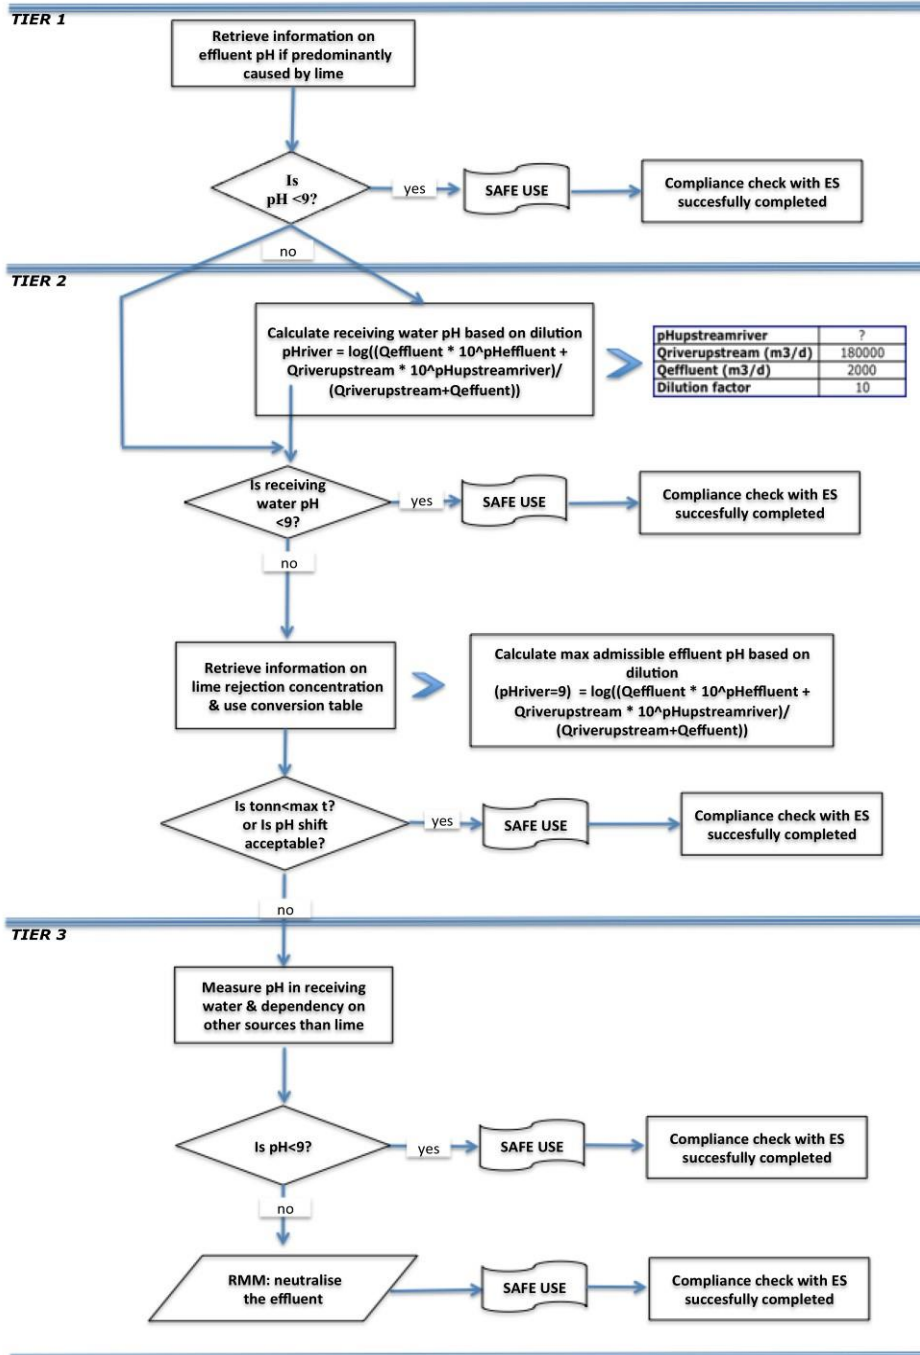 TIER 1
Retrieve information on
effluent pH if predominantly
caused by lime
Is
pH <9?
yes
SAFE USE
Compliance check with ES
succesfully completed
no
TIER 2
Calculate receiving water pH based on dilution
pHriver = log((Qeffluent * 10^pHeffluent +
Qriverupstream * 10^pHupstreamriver)/
(Qriverupstream+Qeffuent))
pHupstreamriver ?
Qriverupstream (m3/d) 180000
Qeffluent (m3/d) 2000
Dilution factor 10
Is receiving
water pH
<9?
yes
SAFE USE
Compliance check with ES
succesfully completed
no
Retrieve information on
lime rejection concentration
& use conversion table
Calculate max admissible effluent pH based on
dilution
(pHriver=9) = log((Qeffluent * 10^pHeffluent +
Qriverupstream * 10^pHupstreamriver)/
(Qriverupstream+Qeffuent))
Is tonn<max t?
or Is pH shift
acceptable?
yes
SAFE USE
Compliance check with ES
succesfully completed
no
TIER 3
Measure pH in receiving
water & dependency on
other sources than lime
Is pH<9?
yes
SAFE USE
Compliance check with ES
succesfully completed
no
RMM: neutralise
the effluent
SAFE USE
Compliance check with ES
succesfully completed